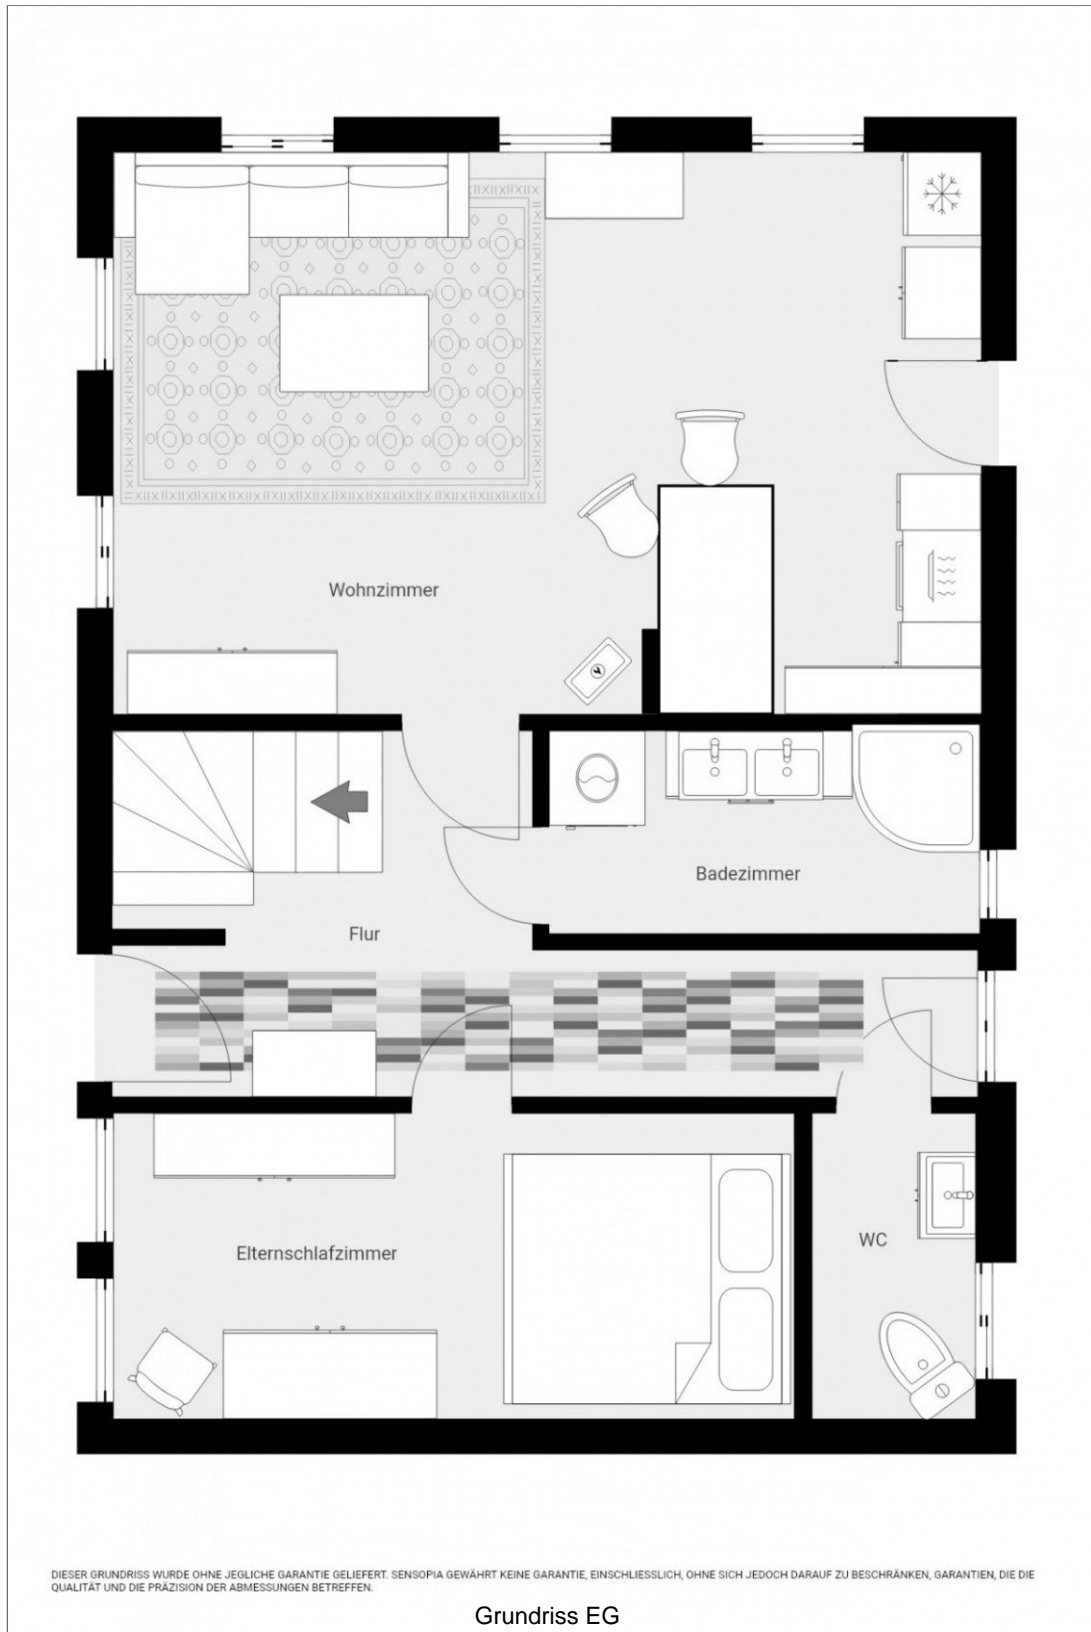 Wohnzimmer
Badezimmer
Flur
Elternschlafzimmer
WC
DIESER GRUNDRISS WURDE OHNE JEGLICHE GARANTIE GELIEFERT. SENSOPIA GEWÄHRT KEINE GARANTIE, EINSCHLIESSLICH, OHNE SICH JEDOCH DARAUF ZU BESCHRÄNKEN, GARANTIEN, DIE DIE
QUALITÄT UND DIE PRÄZISION DER ABMESSUNGEN BETREFFEN.
Grundriss EG